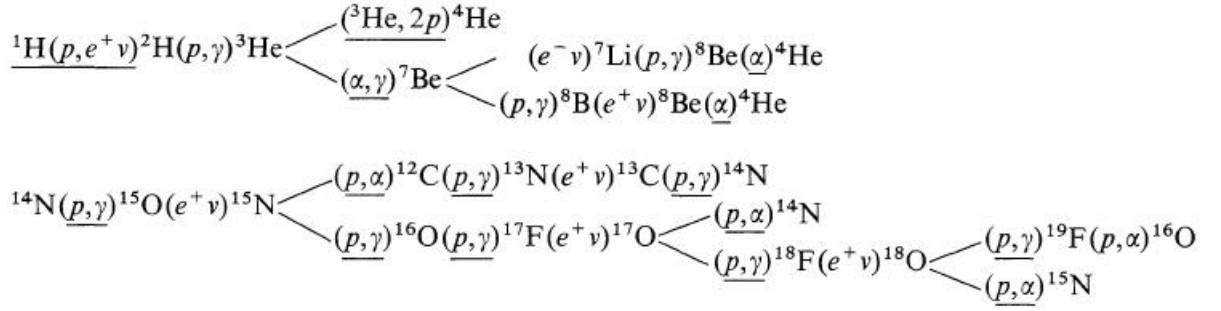 (³He, 2p)⁴He
¹H(p,e⁺ν)²H(p,γ)³He
(e⁻ν)⁷Li(p,γ)⁸Be(α)⁴He
(α,γ)⁷Be
(p,γ)⁸B(e⁺ν)⁸Be(α)⁴He
(p,α)¹²C(p,γ)¹³N(e⁺ν)¹³C(p,γ)¹⁴N
¹⁴N(p,γ)¹⁵O(e⁺ν)¹⁵N
(p,α)¹⁴N
(p,γ)¹⁶O(p,γ)¹⁷F(e⁺ν)¹⁷O
(p,γ)¹⁹F(p,α)¹⁶O
(p,γ)¹⁸F(e⁺ν)¹⁸O
(p,α)¹⁵N